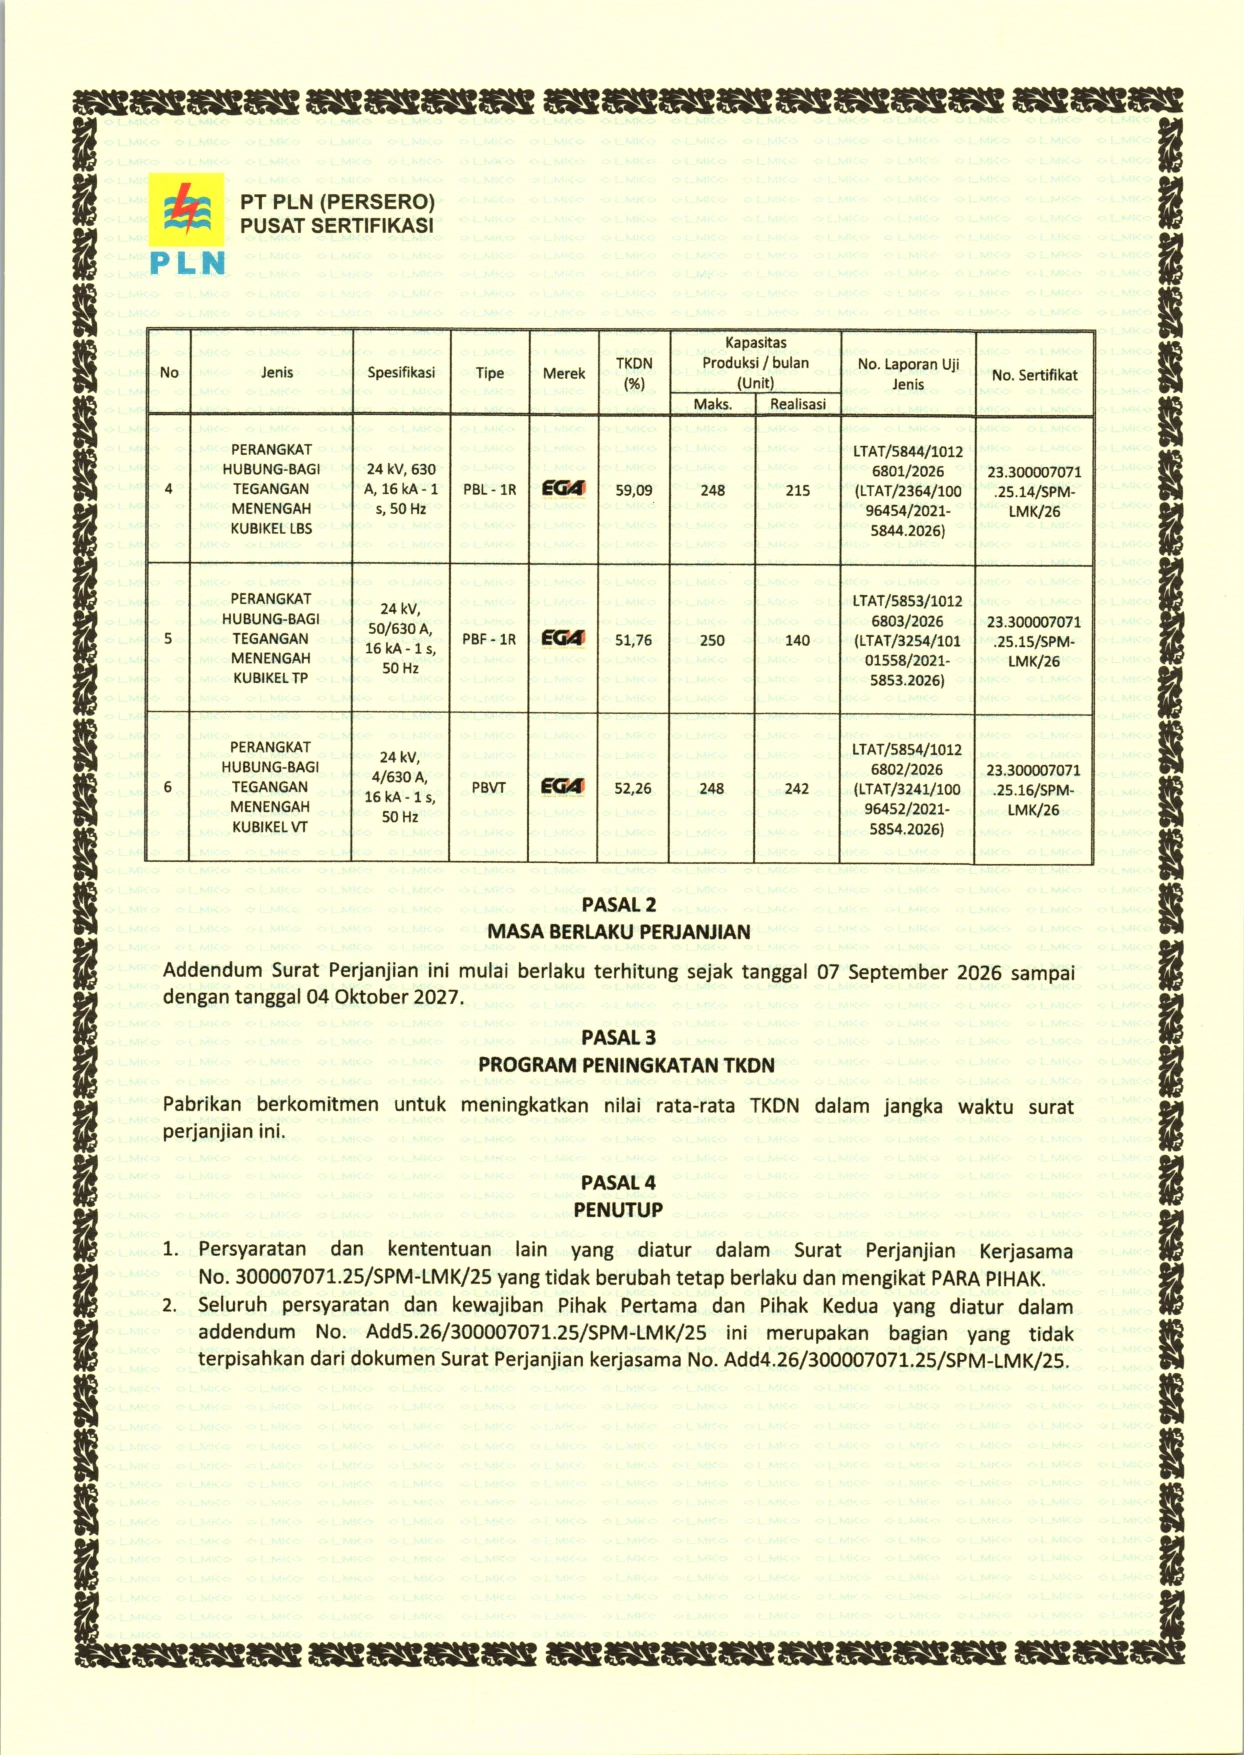 PT PLN (PERSERO)
PUSAT SERTIFIKASI
PLN
No Jenis Spesifikasi Tipe Merek TKDN (%) Kapasitas Produksi / bulan (Unit) Maks. Realisasi No. Laporan Uji Jenis No. Sertifikat
4
PERANGKAT
HUBUNG-BAGI
TEGANGAN
MENENGAH
KUBIKEL LBS
24 kV, 630
A, 16 kA - 1
s, 50 Hz
PBL - 1R
EGA
59,09
248
215
LTAT/5844/1012
6801/2026
(LTAT/2364/100
96454/2021-
5844.2026)
23.300007071
.25.14/SPM-
LMK/26
5
PERANGKAT
HUBUNG-BAGI
TEGANGAN
MENENGAH
KUBIKEL TP
24 kV,
50/630 A,
16 kA - 1 s,
50 Hz
PBF - 1R
EGA
51,76
250
140
LTAT/5853/1012
6803/2026
(LTAT/3254/101
01558/2021-
5853.2026)
23.300007071
.25.15/SPM-
LMK/26
6
PERANGKAT
HUBUNG-BAGI
TEGANGAN
MENENGAH
KUBIKEL VT
24 kV,
4/630 A,
16 kA - 1 s,
50 Hz
PBVT
EGA
52,26
248
242
LTAT/5854/1012
6802/2026
(LTAT/3241/100
96452/2021-
5854.2026)
23.300007071
.25.16/SPM-
LMK/26
PASAL 2
MASA BERLAKU PERJANJIAN
Addendum Surat Perjanjian ini mulai berlaku terhitung sejak tanggal 07 September 2026 sampai
dengan tanggal 04 Oktober 2027.
PASAL 3
PROGRAM PENINGKATAN TKDN
Pabrikan berkomitmen untuk meningkatkan nilai rata-rata TKDN dalam jangka waktu surat
perjanjian ini.
PASAL 4
PENUTUP
1. Persyaratan dan kententuan lain yang diatur dalam Surat Perjanjian Kerjasama
No. 300007071.25/SPM-LMK/25 yang tidak berubah tetap berlaku dan mengikat PARA PIHAK.
2. Seluruh persyaratan dan kewajiban Pihak Pertama dan Pihak Kedua yang diatur dalam
addendum No. Add5.26/300007071.25/SPM-LMK/25 ini merupakan bagian yang tidak
terpisahkan dari dokumen Surat Perjanjian kerjasama No. Add4.26/300007071.25/SPM-LMK/25.